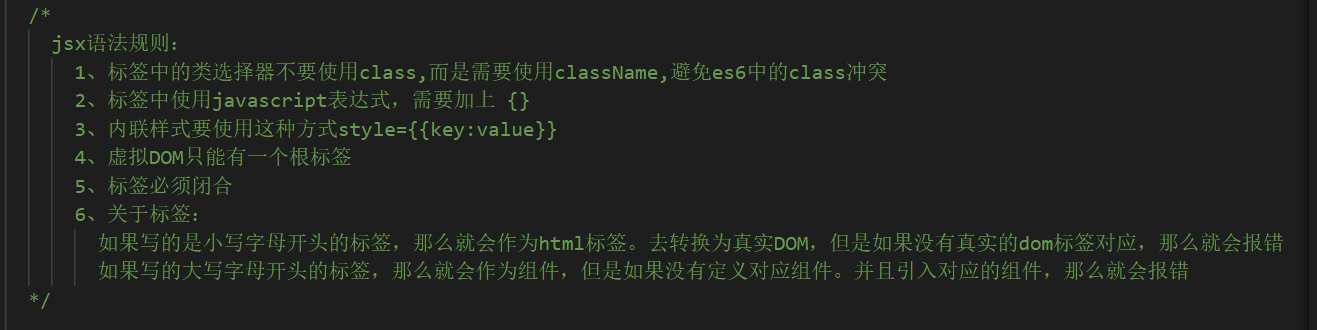 /*
jsx语法规则：
1、标签中的类选择器不要使用class,而是需要使用className,避免es6中的class冲突
2、标签中使用javascript表达式，需要加上 {}
3、内联样式要使用这种方式style={{key:value}}
4、虚拟DOM只能有一个根标签
5、标签必须闭合
6、关于标签：
如果写的是小写字母开头的标签，那么就会作为html标签。去转换为真实DOM，但是如果没有真实的dom标签对应，那么就会报错
如果写的大写字母开头的标签，那么就会作为组件，但是如果没有定义对应组件。并且引入对应的组件，那么就会报错
*/